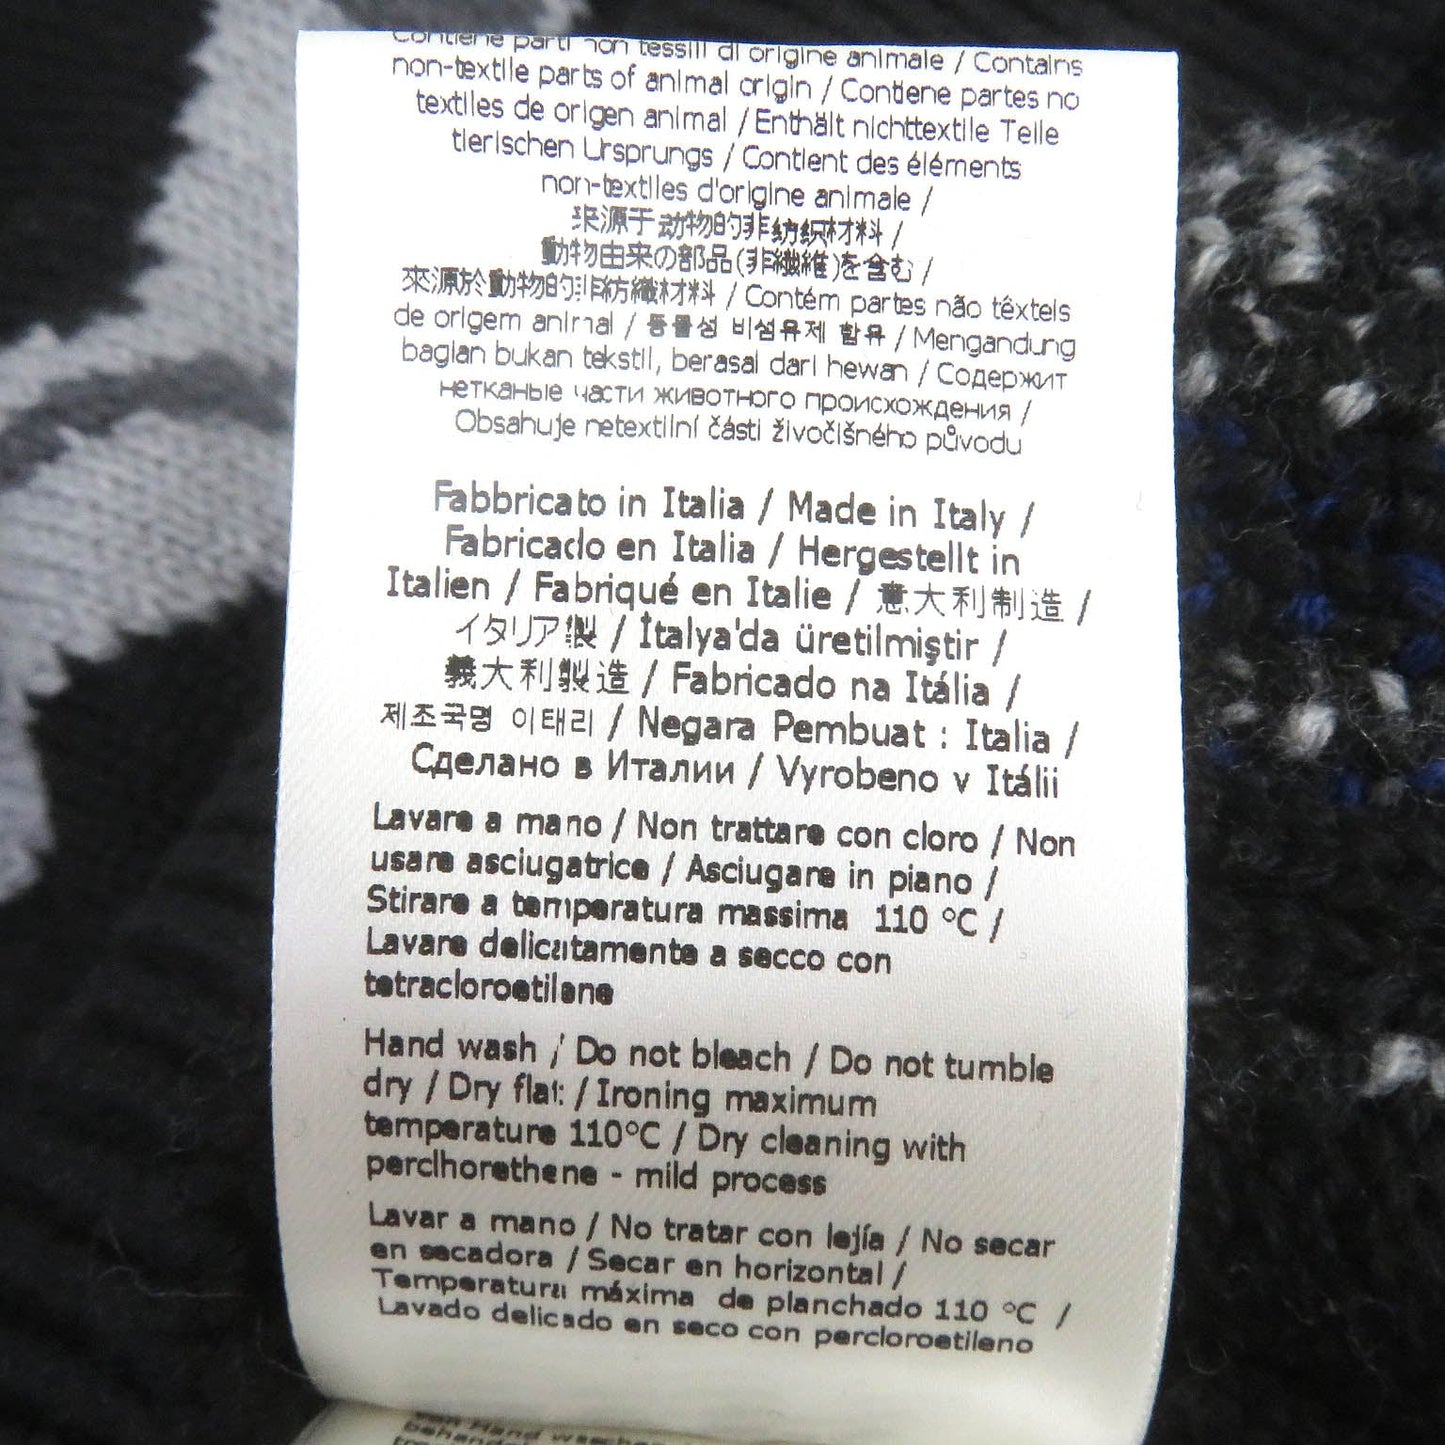 Contiene parti non tessili di origine animale / Contains
non-textile parts of animal origin / Contiene partes no
textiles de origen animal / Enthält nichttextile Teile
tierischen Ursprungs / Contient des éléments
non-textiles d'origine animale /
来源于动物的非纺织材料 /
動物由来の部品(非繊維)を含む /
來源於動物的非紡織材料 / Contém partes não têxteis
de origem animal / 동물성 비섬유제 함유 / Mengandung
bagian bukan tekstil, berasal dari hewan / Содержит
нетканые части животного происхождения /
Obsahuje netextilní části živočišného původu
Fabbricato in Italia / Made in Italy /
Fabricado en Italia / Hergestellt in
Italien / Fabriqué en Italie / 意大利制造 /
イタリア製 / İtalya'da üretilmiştir /
義大利製造 / Fabricado na Itália /
제조국명 이태리 / Negara Pembuat : Italia /
Сделано в Италии / Vyrobeno v Itálii
Lavare a mano / Non trattare con cloro / Non
usare asciugatrice / Asciugare in piano /
Stirare a temperatura massima 110 °C /
Lavare delicatamente a secco con
tetracloroetilene
Hand wash / Do not bleach / Do not tumble
dry / Dry flat / Ironing maximum
temperature 110°C / Dry cleaning with
perclhorethene - mild process
Lavar a mano / No tratar con lejía / No secar
en secadora / Secar en horizontal /
Temperatura máxima de planchado 110 °C /
Lavado delicado en seco con percloroetileno